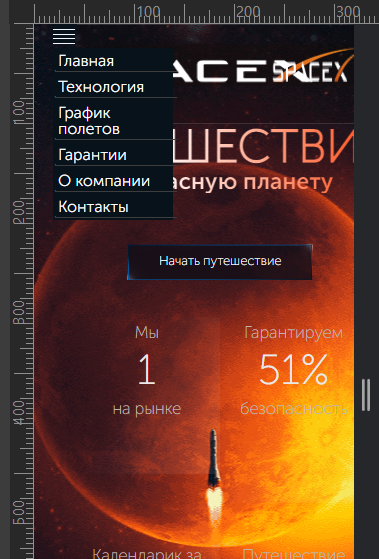 100 200 300
Главная
ACE
SPACEX
Технология
График
полетов
100
ШЕСТВИ
Гарантии
асную планету
О компании
Контакты
200
Начать путешествие
300
Мы
Гарантируем
1
51%
на рынке
безопасность
400
500
Календарик за
Путешествие